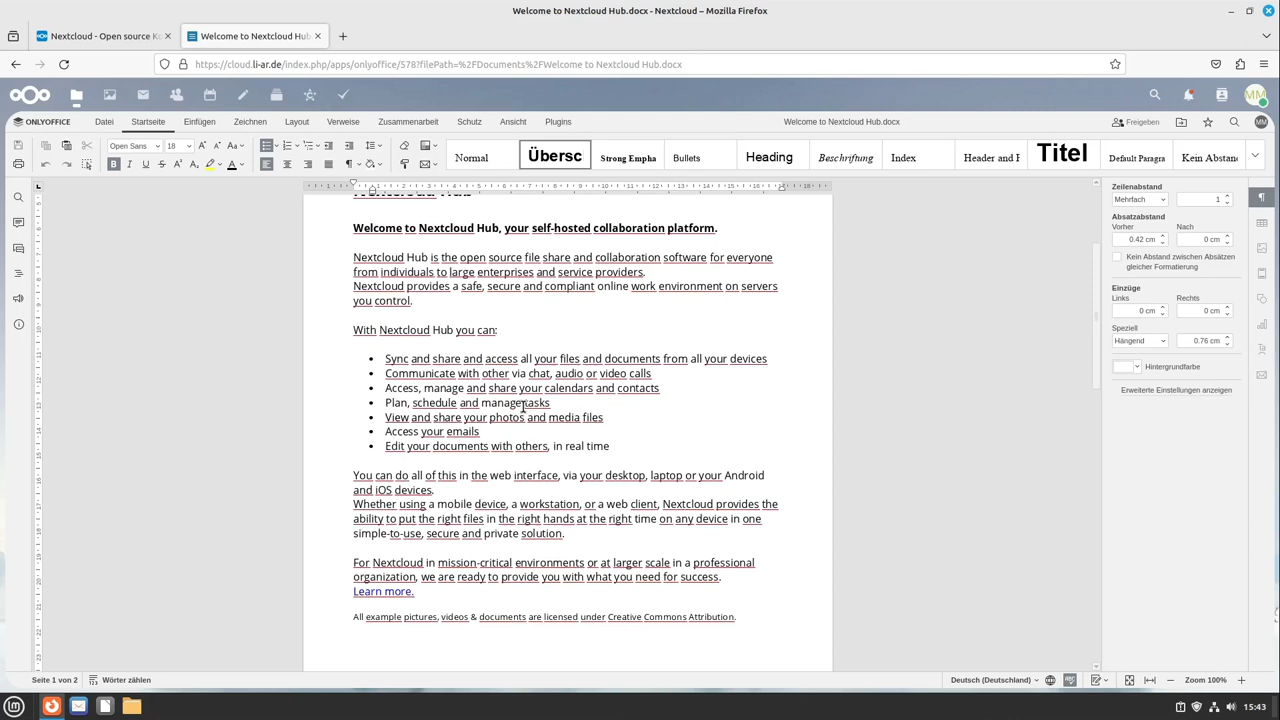 Welcome to Nextcloud Hub.docx - Nextcloud – Mozilla Firefox
Nextcloud - Open source Ko
Welcome to Nextcloud Hub.
https://cloud.li-ar.de/index.php/apps/onlyoffice/578?filePath=%2FDocuments%2FWelcome to Nextcloud Hub.docx
MM
ONLYOFFICE
Datei Startseite Einfügen Zeichnen Layout Verweise Zusammenarbeit Schutz Ansicht Plugins
Welcome to Nextcloud Hub.docx
Freigeben
MM
Open Sans 18
Normal Übersc Strong Empha Bullets Heading Beschriftung Index Header and F Titel Default Paragra Kein Abstand
Zeilenabstand
Mehrfach 1
Absatzabstand
Vorher Nach
0.42 cm 0 cm
Kein Abstand zwischen Absätzen
gleicher Formatierung
Einzüge
Links Rechts
0 cm 0 cm
Speziell
Hängend 0.76 cm
Hintergrundfarbe
Erweiterte Einstellungen anzeigen
Welcome to Nextcloud Hub, your self-hosted collaboration platform.
Nextcloud Hub is the open source file share and collaboration software for everyone
from individuals to large enterprises and service providers.
Nextcloud provides a safe, secure and compliant online work environment on servers
you control.
With Nextcloud Hub you can:
• Sync and share and access all your files and documents from all your devices
• Communicate with other via chat, audio or video calls
• Access, manage and share your calendars and contacts
• Plan, schedule and manage tasks
• View and share your photos and media files
• Access your emails
• Edit your documents with others, in real time
You can do all of this in the web interface, via your desktop, laptop or your Android
and iOS devices.
Whether using a mobile device, a workstation, or a web client, Nextcloud provides the
ability to put the right files in the right hands at the right time on any device in one
simple-to-use, secure and private solution.
For Nextcloud in mission-critical environments or at larger scale in a professional
organization, we are ready to provide you with what you need for success.
Learn more.
All example pictures, videos & documents are licensed under Creative Commons Attribution.
Seite 1 von 2 Wörter zählen
Deutsch (Deutschland)
Zoom 100%
15:43